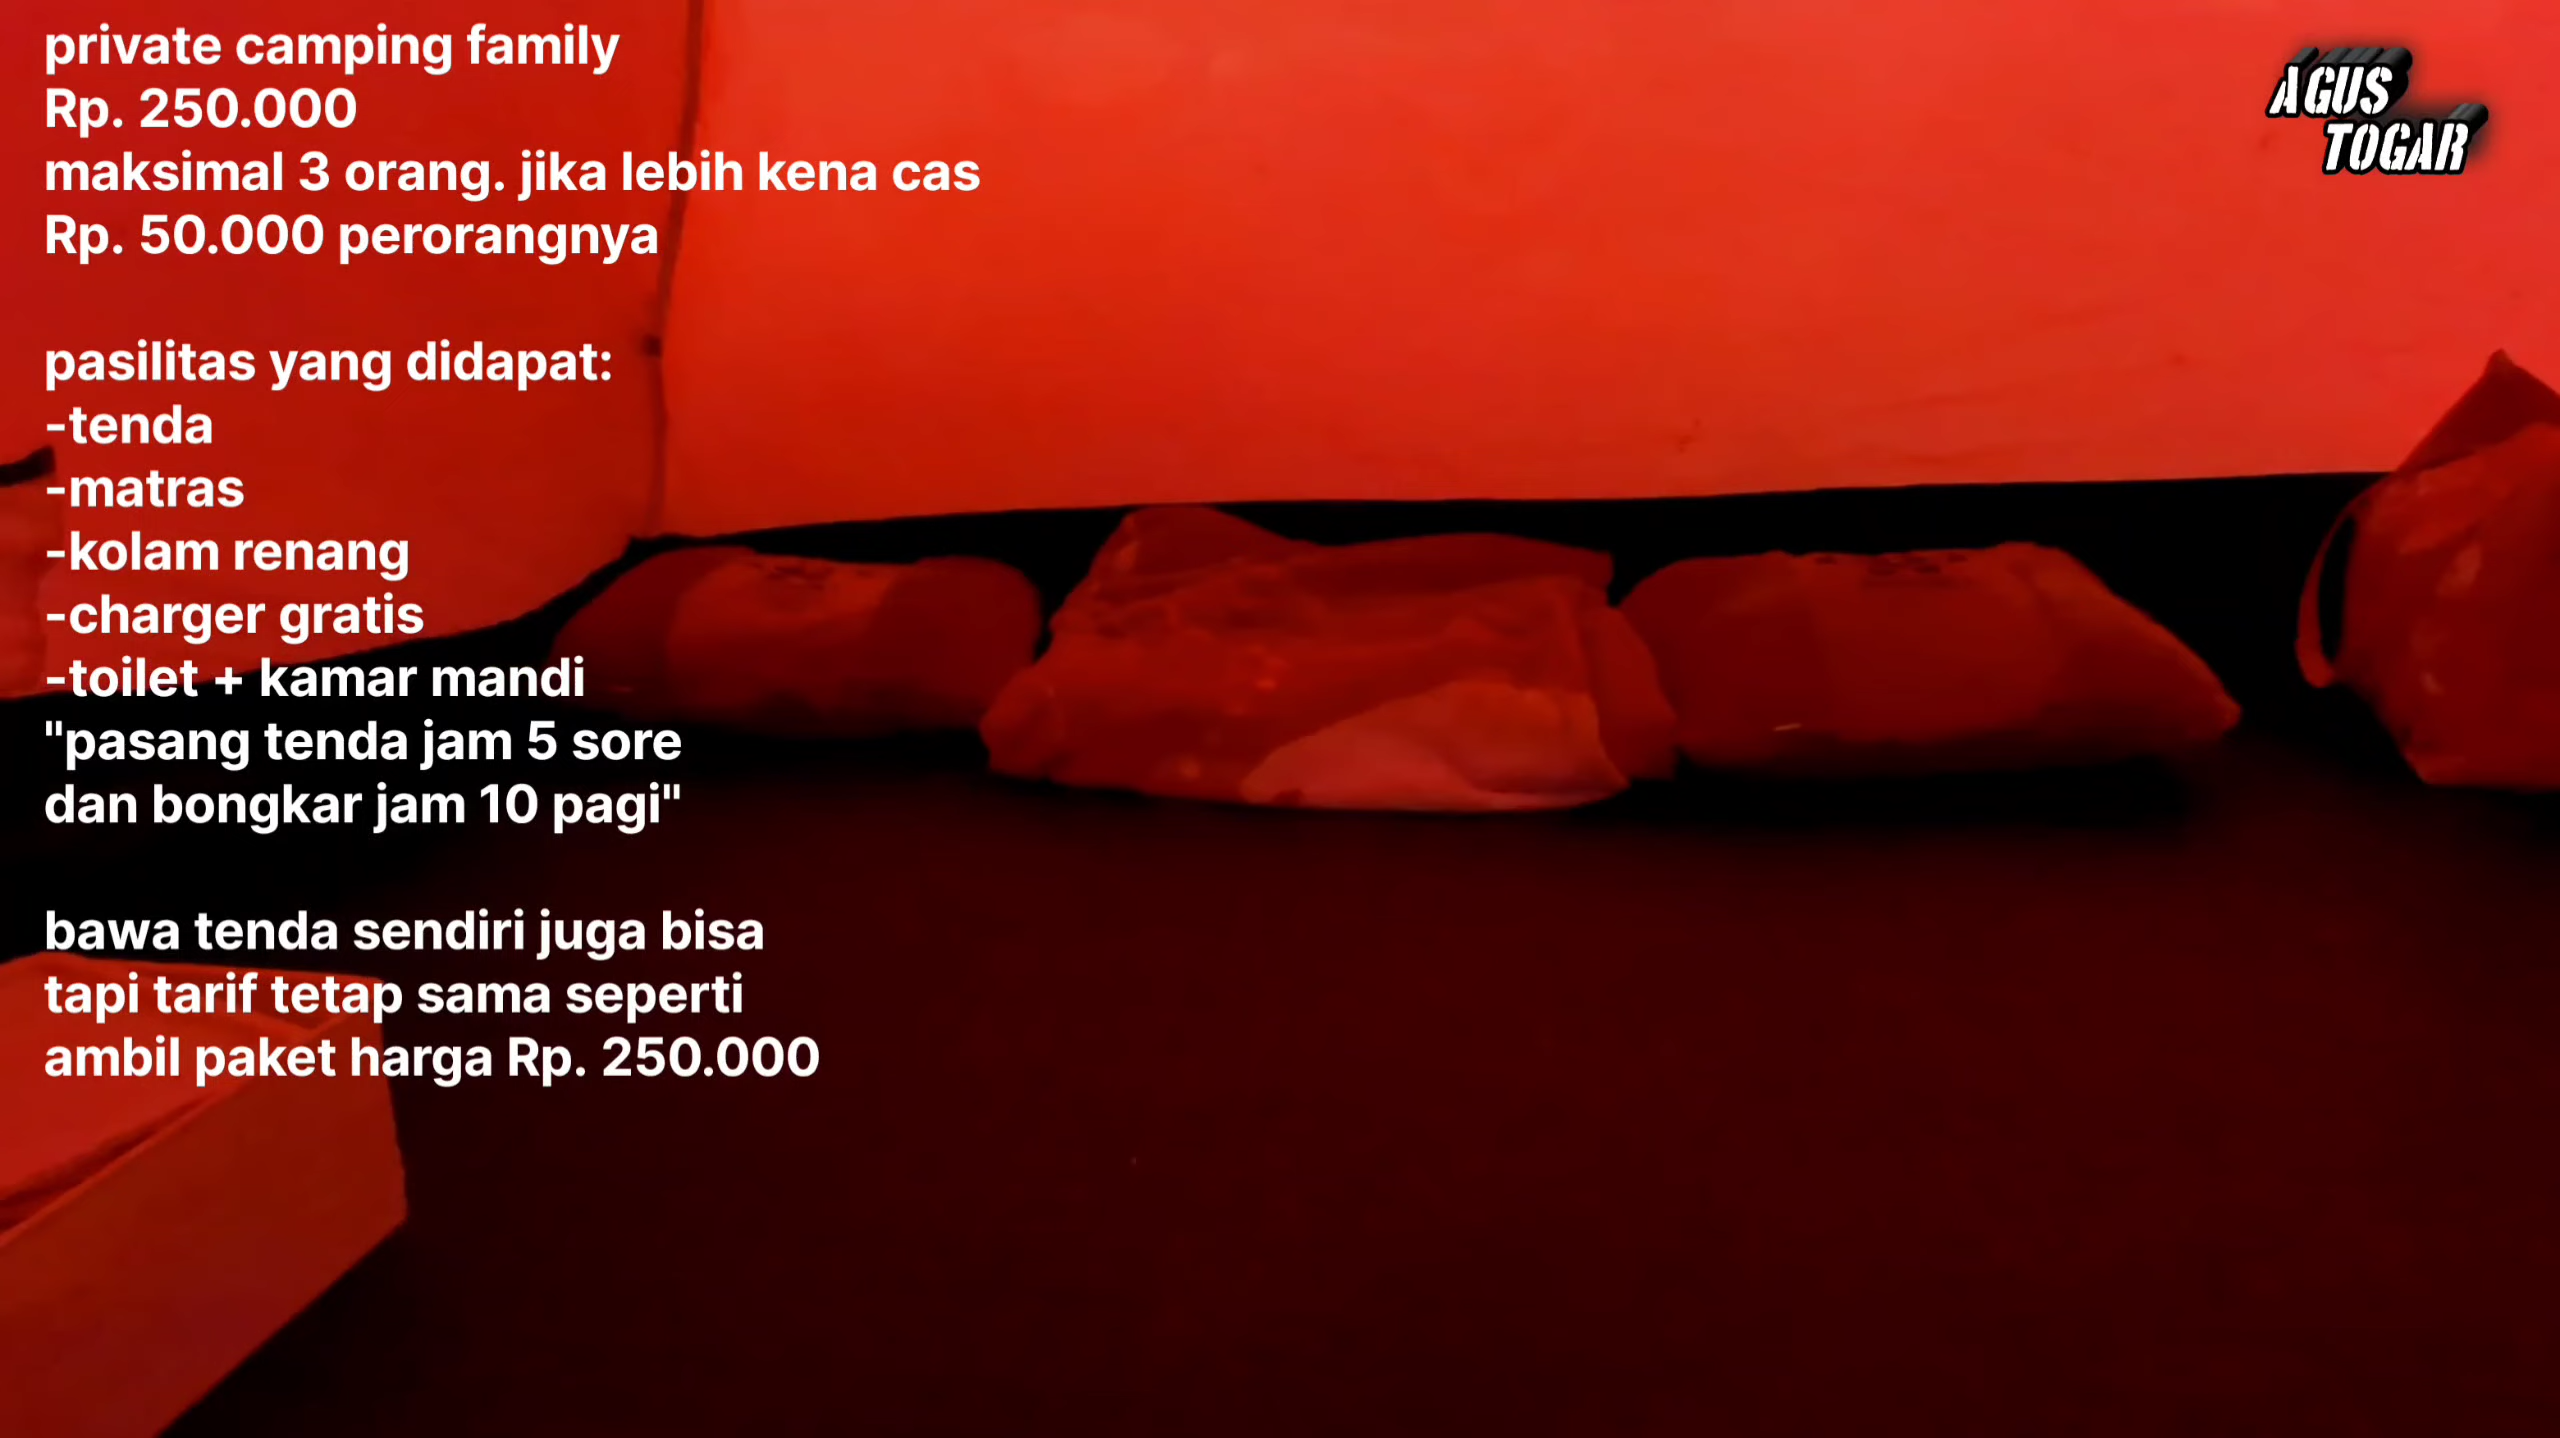 private camping family
Rp. 250.000
maksimal 3 orang. jika lebih kena cas
Rp. 50.000 perorangnya
pasilitas yang didapat:
-tenda
-matras
-kolam renang
-charger gratis
-toilet + kamar mandi
"pasang tenda jam 5 sore
dan bongkar jam 10 pagi"
bawa tenda sendiri juga bisa
tapi tarif tetap sama seperti
ambil paket harga Rp. 250.000
AGUS
TOGAR